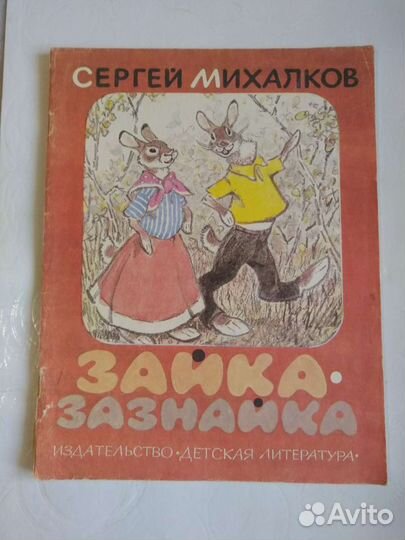 СЕРГЕЙ МИХАЛКОВ
ЗАЙКА-
ЗАЗНАЙКА
ИЗДАТЕЛЬСТВО · ДЕТСКАЯ ЛИТЕРАТУРА ·
Avito